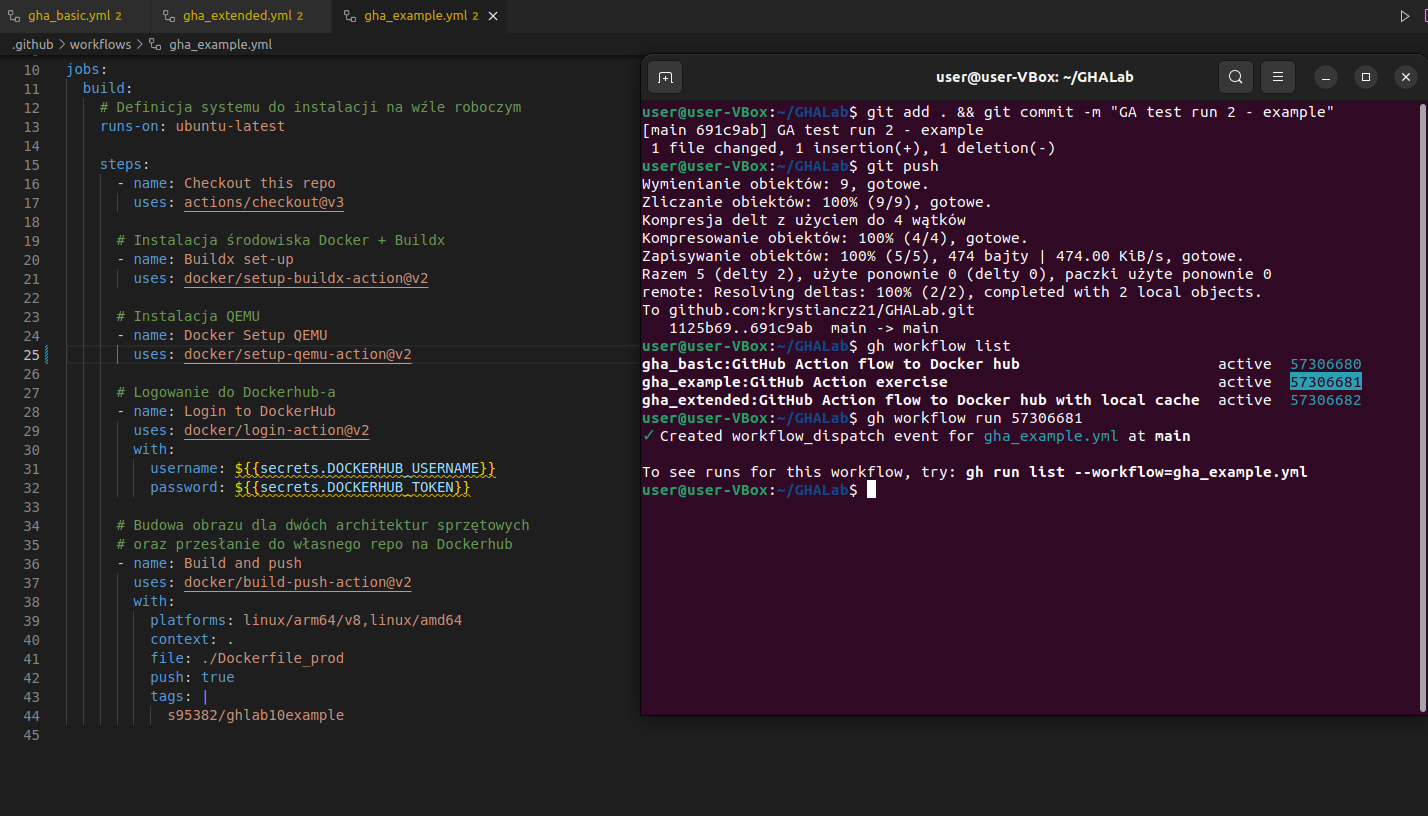 gha_basic.yml 2
gha_extended.yml 2
gha_example.yml 2
.github > workflows > gha_example.yml
10 jobs:
11 build:
12 # Definicja systemu do instalacji na wźle roboczym
13 runs-on: ubuntu-latest
14
15 steps:
16 - name: Checkout this repo
17 uses: actions/checkout@v3
18
19 # Instalacja środowiska Docker + Buildx
20 - name: Buildx set-up
21 uses: docker/setup-buildx-action@v2
22
23 # Instalacja QEMU
24 - name: Docker Setup QEMU
25 uses: docker/setup-qemu-action@v2
26
27 # Logowanie do Dockerhub-a
28 - name: Login to DockerHub
29 uses: docker/login-action@v2
30 with:
31 username: ${{secrets.DOCKERHUB_USERNAME}}
32 password: ${{secrets.DOCKERHUB_TOKEN}}
33
34 # Budowa obrazu dla dwóch architektur sprzętowych
35 # oraz przesłanie do własnego repo na Dockerhub
36 - name: Build and push
37 uses: docker/build-push-action@v2
38 with:
39 platforms: linux/arm64/v8,linux/amd64
40 context: .
41 file: ./Dockerfile_prod
42 push: true
43 tags: |
44 s95382/ghlab10example
45
user@user-VBox: ~/GHALab
user@user-VBox:~/GHALab$ git add . && git commit -m "GA test run 2 - example"
[main 691c9ab] GA test run 2 - example
1 file changed, 1 insertion(+), 1 deletion(-)
user@user-VBox:~/GHALab$ git push
Wymienianie obiektów: 9, gotowe.
Zliczanie obiektów: 100% (9/9), gotowe.
Kompresja delt z użyciem do 4 wątków
Kompresowanie obiektów: 100% (4/4), gotowe.
Zapisywanie obiektów: 100% (5/5), 474 bajty | 474.00 KiB/s, gotowe.
Razem 5 (delty 2), użyte ponownie 0 (delty 0), paczki użyte ponownie 0
remote: Resolving deltas: 100% (2/2), completed with 2 local objects.
To github.com:krystiancz21/GHALab.git
1125b69..691c9ab main -> main
user@user-VBox:~/GHALab$ gh workflow list
gha_basic:GitHub Action flow to Docker hub active 57306680
gha_example:GitHub Action exercise active 57306681
gha_extended:GitHub Action flow to Docker hub with local cache active 57306682
user@user-VBox:~/GHALab$ gh workflow run 57306681
✓ Created workflow_dispatch event for gha_example.yml at main
To see runs for this workflow, try: gh run list --workflow=gha_example.yml
user@user-VBox:~/GHALab$